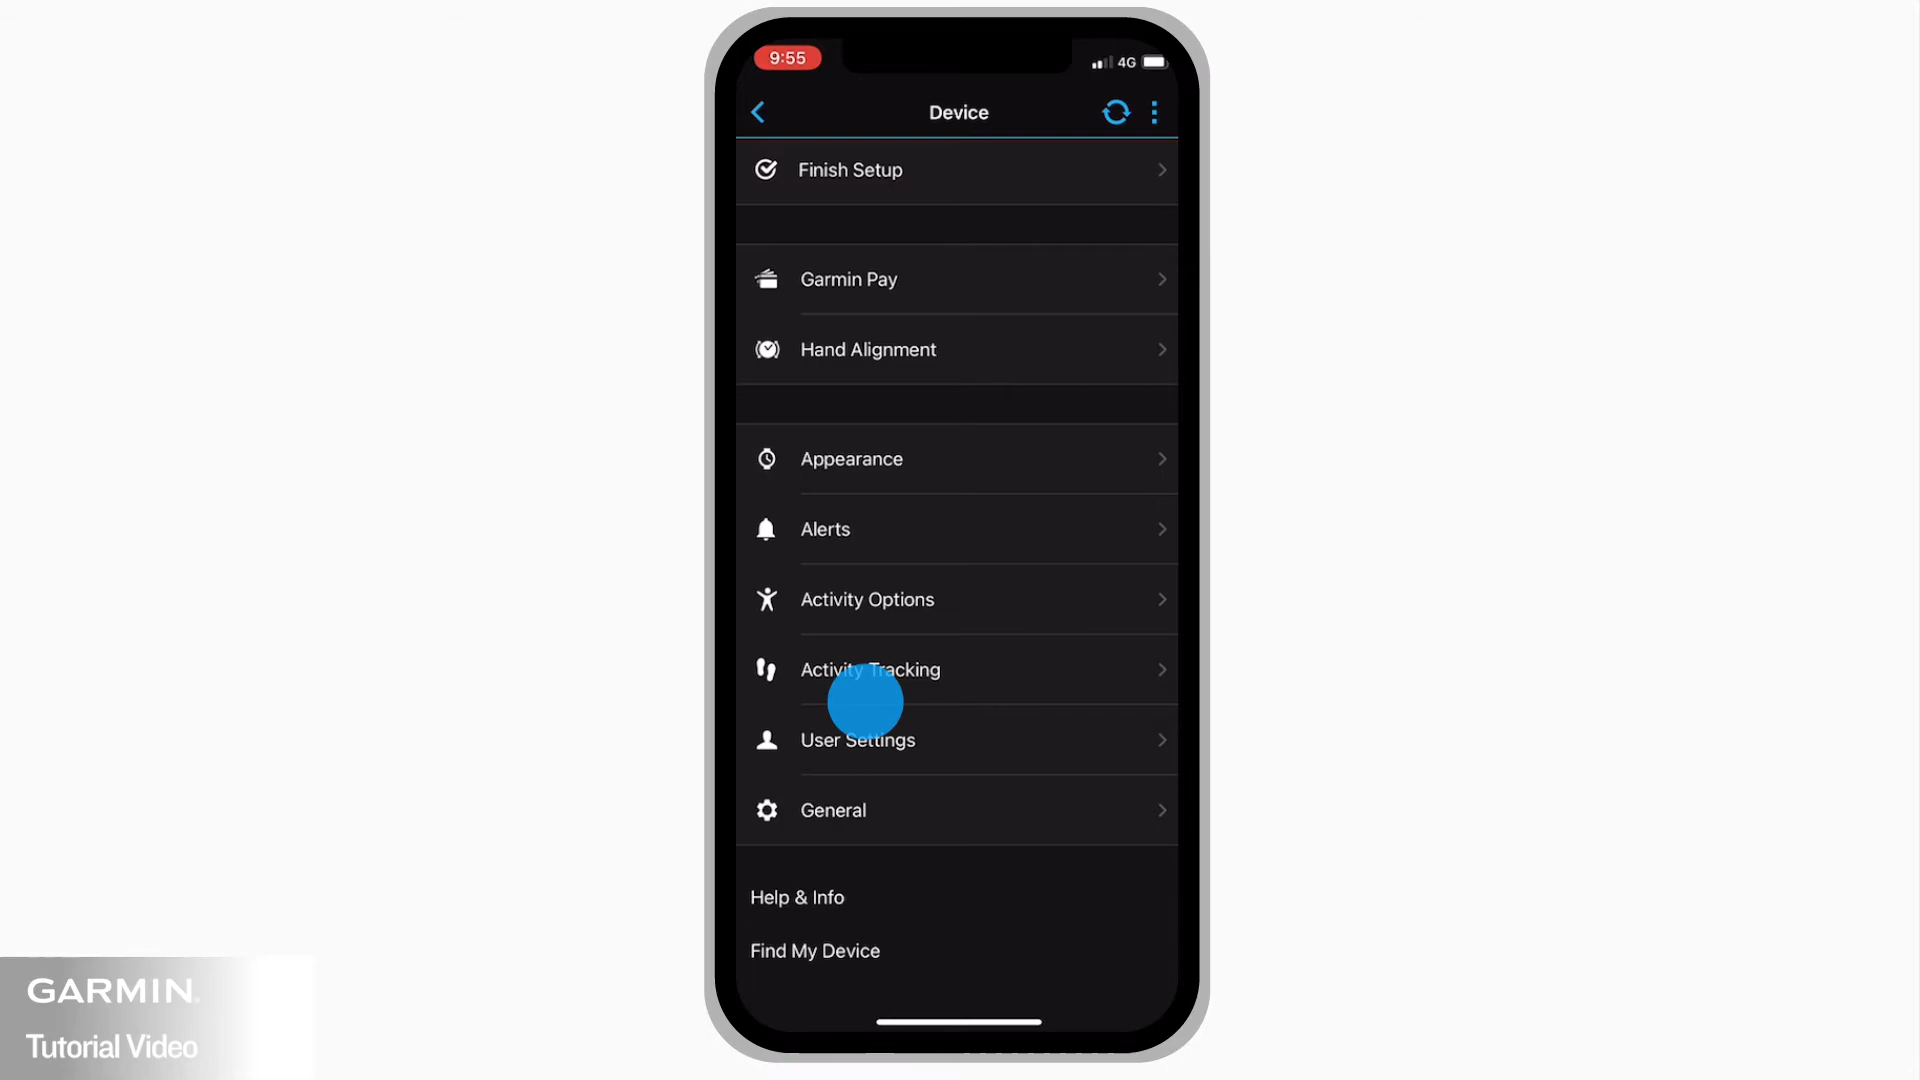 9:55
4G
Device
Finish Setup
Garmin Pay
Hand Alignment
Appearance
Alerts
Activity Options
Activity Tracking
User Settings
General
Help & Info
Find My Device
GARMIN
Tutorial Video